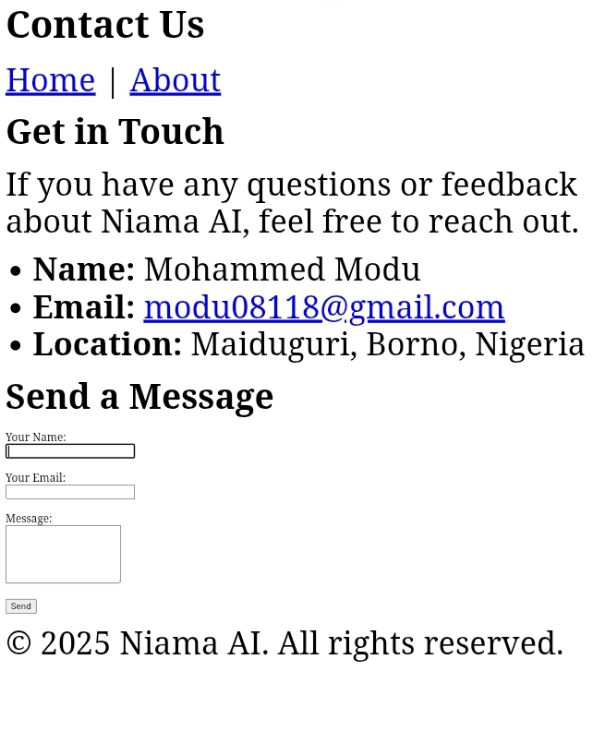 Contact Us
Home | About
Get in Touch
If you have any questions or feedback
about Niama AI, feel free to reach out.
• Name: Mohammed Modu
• Email: modu08118@gmail.com
• Location: Maiduguri, Borno, Nigeria
Send a Message
Your Name:
Your Email:
Message:
Send
© 2025 Niama AI. All rights reserved.